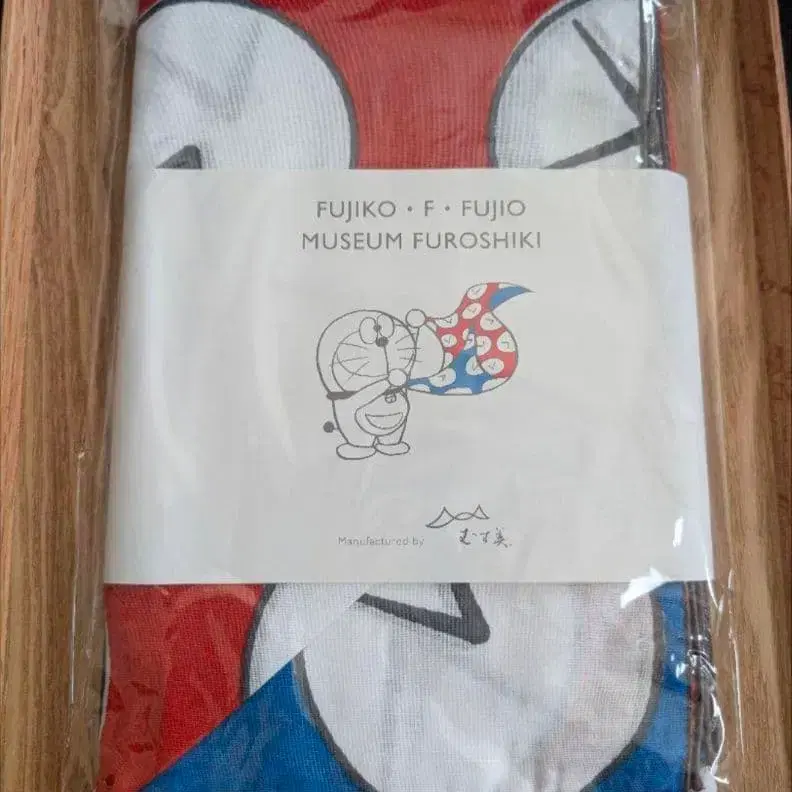 FUJIKO・F・FUJIO
MUSEUM FUROSHIKI
Manufactured by
むす美